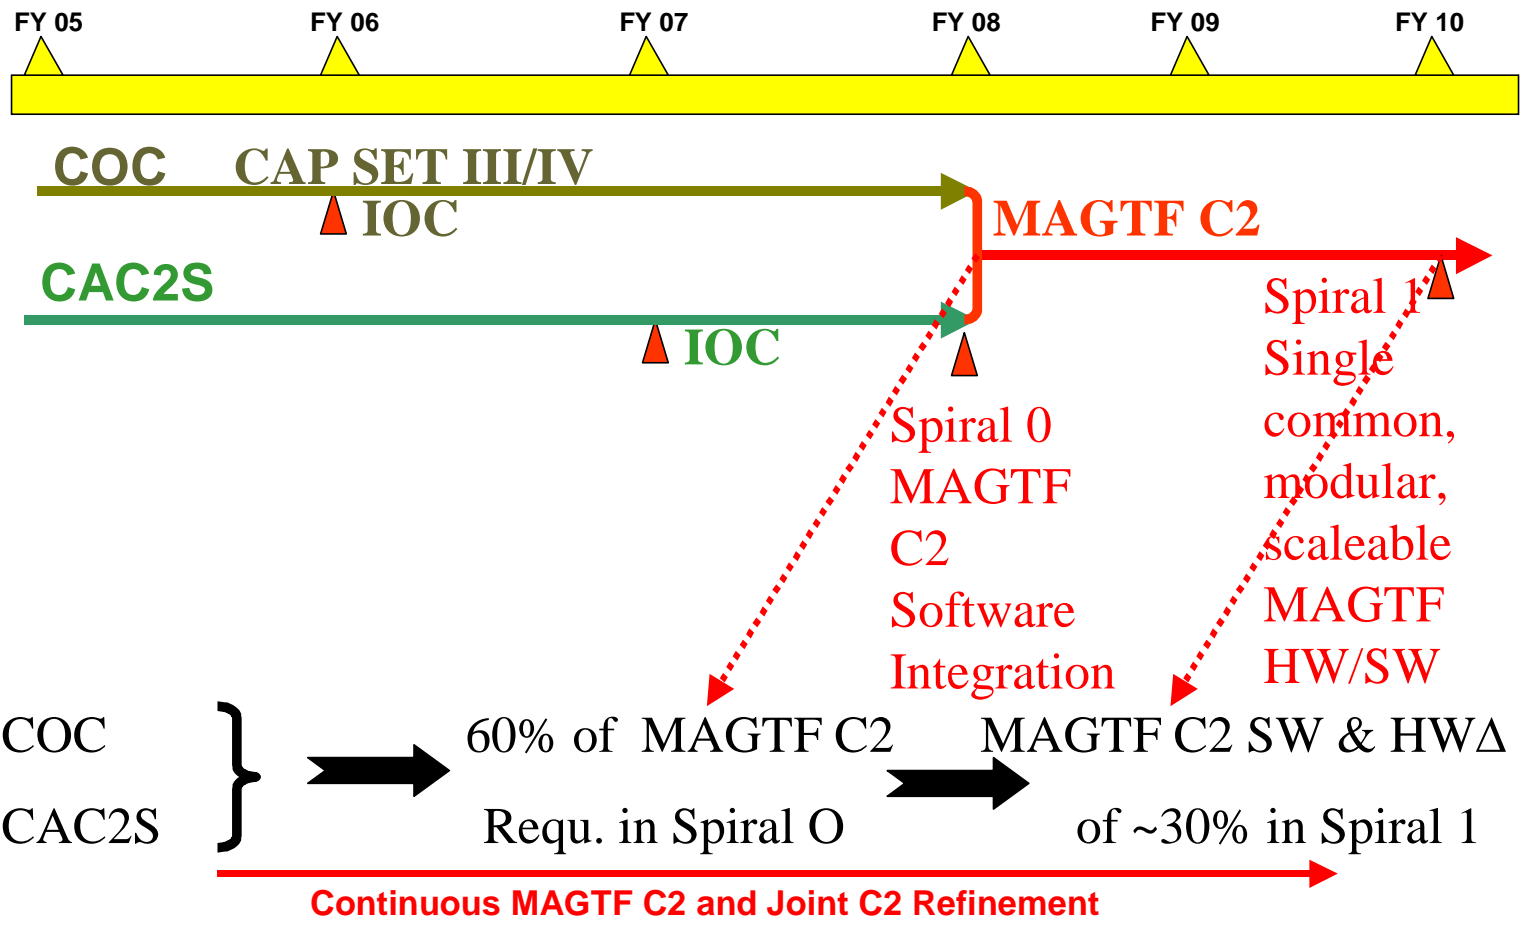 FY 05 FY 06 FY 07 FY 08 FY 09 FY 10
COC CAP SET III/IV
IOC
MAGTF C2
CAC2S
IOC
Spiral 0
MAGTF
C2
Software
Integration
Spiral 1
Single
common,
modular,
scaleable
MAGTF
HW/SW
COC
CAC2S
60% of MAGTF C2
Requ. in Spiral O
MAGTF C2 SW & HWΔ
of ~30% in Spiral 1
Continuous MAGTF C2 and Joint C2 Refinement